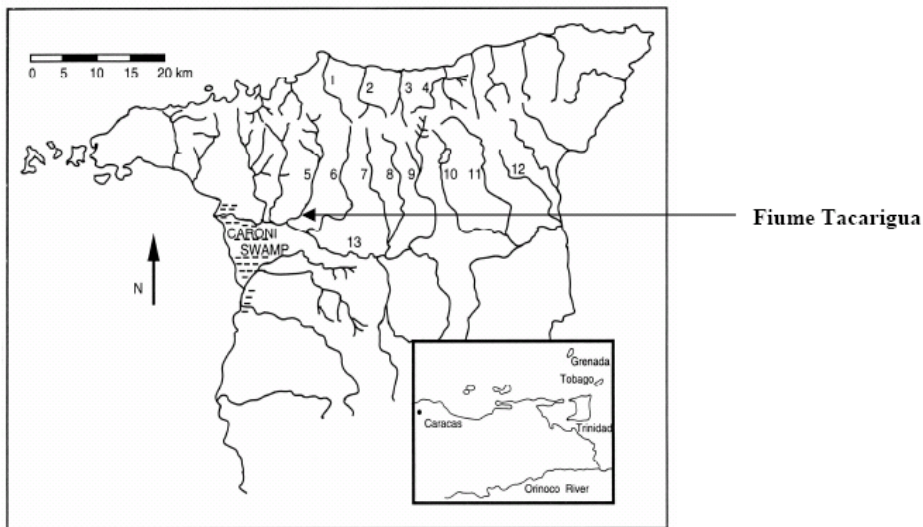 0 5 10 15 20 km
1
2
3
4
5
6
7
8
9
10
11
12
Fiume Tacarigua
CARONI
SWAMP
13
N
Grenada
Tobago
Caracas
Trinidad
Orinoco River